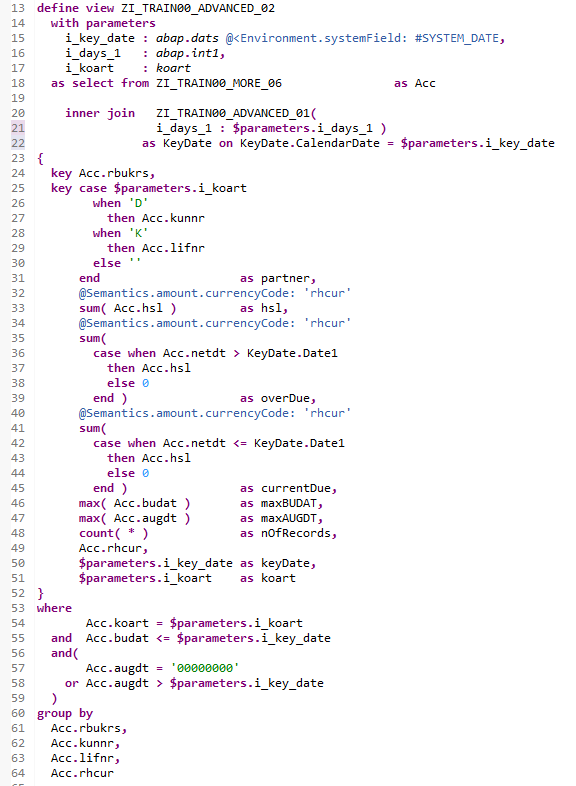 13 define view ZI_TRAIN00_ADVANCED_02
14   with parameters
15     i_key_date : abap.dats @<Environment.systemField: #SYSTEM_DATE,
16     i_days_1   : abap.int1,
17     i_koart    : koart
18   as select from ZI_TRAIN00_MORE_06                as Acc
19
20     inner join   ZI_TRAIN00_ADVANCED_01(
21                  i_days_1 : $parameters.i_days_1 )
22                as KeyDate on KeyDate.CalendarDate = $parameters.i_key_date
23 {
24   key Acc.rbukrs,
25   key case $parameters.i_koart
26         when 'D'
27           then Acc.kunnr
28         when 'K'
29           then Acc.lifnr
30         else ''
31       end                    as partner,
32       @Semantics.amount.currencyCode: 'rhcur'
33       sum( Acc.hsl )         as hsl,
34       @Semantics.amount.currencyCode: 'rhcur'
35       sum(
36         case when Acc.netdt > KeyDate.Date1
37           then Acc.hsl
38           else 0
39         end )                as overDue,
40       @Semantics.amount.currencyCode: 'rhcur'
41       sum(
42         case when Acc.netdt <= KeyDate.Date1
43           then Acc.hsl
44           else 0
45         end )                as currentDue,
46       max( Acc.budat )       as maxBUDAT,
47       max( Acc.augdt )       as maxAUGDT,
48       count( * )             as nOfRecords,
49       Acc.rhcur,
50       $parameters.i_key_date as keyDate,
51       $parameters.i_koart    as koart
52 }
53 where
54        Acc.koart = $parameters.i_koart
55   and  Acc.budat <= $parameters.i_key_date
56   and(
57        Acc.augdt = '00000000'
58     or Acc.augdt > $parameters.i_key_date
59   )
60 group by
61   Acc.rbukrs,
62   Acc.kunnr,
63   Acc.lifnr,
64   Acc.rhcur